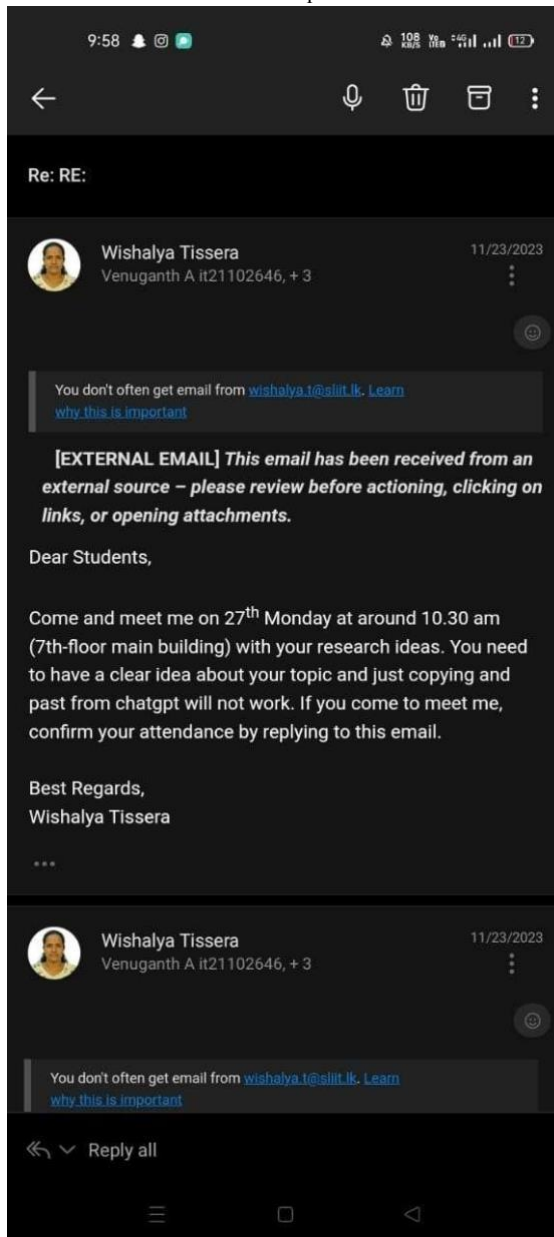 9:58
108 KB/S
4G
12
Re: RE:
Wishalya Tissera
11/23/2023
Venuganth A it21102646, + 3
You don't often get email from wishalya.t@sliit.lk. Learn
why this is important
[EXTERNAL EMAIL] This email has been received from an
external source – please review before actioning, clicking on
links, or opening attachments.
Dear Students,
Come and meet me on 27th Monday at around 10.30 am
(7th-floor main building) with your research ideas. You need
to have a clear idea about your topic and just copying and
past from chatgpt will not work. If you come to meet me,
confirm your attendance by replying to this email.
Best Regards,
Wishalya Tissera
Wishalya Tissera
11/23/2023
Venuganth A it21102646, + 3
You don't often get email from wishalya.t@sliit.lk. Learn
why this is important
Reply all